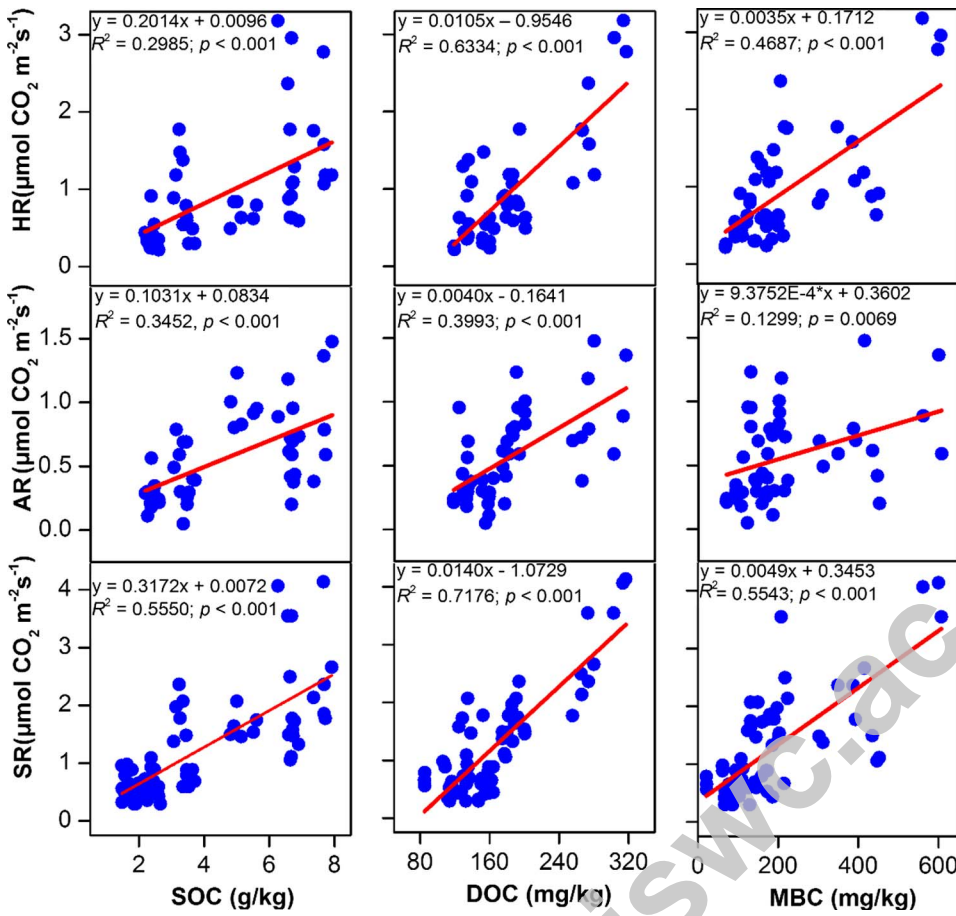 y = 0.2014x + 0.0096
R² = 0.2985; p < 0.001
y = 0.0105x − 0.9546
R² = 0.6334; p < 0.001
y = 0.0035x + 0.1712
R² = 0.4687; p < 0.001
HR(μmol CO₂ m⁻²s⁻¹)
3
2
1
0
y = 0.1031x + 0.0834
R² = 0.3452, p < 0.001
y = 0.0040x - 0.1641
R² = 0.3993; p < 0.001
y = 9.3752E-4*x + 0.3602
R² = 0.1299; p = 0.0069
AR(μmol CO₂ m⁻²s⁻¹)
1.5
1.0
0.5
0.0
y = 0.3172x + 0.0072
R² = 0.5550; p < 0.001
y = 0.0140x - 1.0729
R² = 0.7176; p < 0.001
y = 0.0049x + 0.3453
R² = 0.5543; p < 0.001
SR(μmol CO₂ m⁻²s⁻¹)
4
3
2
1
0
2 4 6 8
80 160 240 320
0 200 400 600
SOC (g/kg)
DOC (mg/kg)
MBC (mg/kg)
iswc.ac